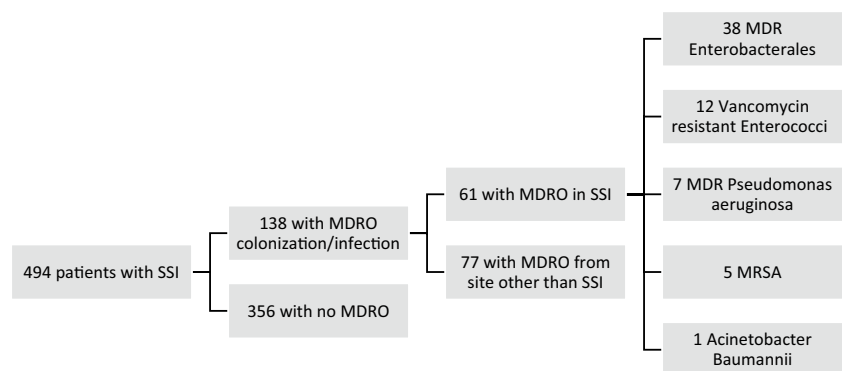 494 patients with SSI
138 with MDRO
colonization/infection
356 with no MDRO
61 with MDRO in SSI
77 with MDRO from
site other than SSI
38 MDR
Enterobacterales
12 Vancomycin
resistant Enterococci
7 MDR Pseudomonas
aeruginosa
5 MRSA
1 Acinetobacter
Baumannii